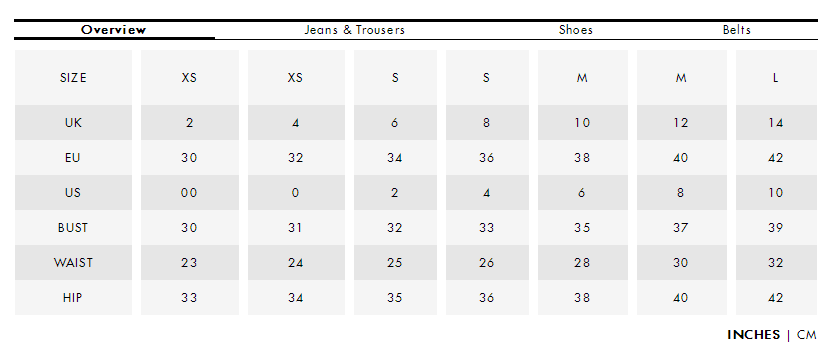 Overview Jeans & Trousers Shoes Belts
SIZE XS XS S S M M L
UK 2 4 6 8 10 12 14
EU 30 32 34 36 38 40 42
US 00 0 2 4 6 8 10
BUST 30 31 32 33 35 37 39
WAIST 23 24 25 26 28 30 32
HIP 33 34 35 36 38 40 42
INCHES | CM